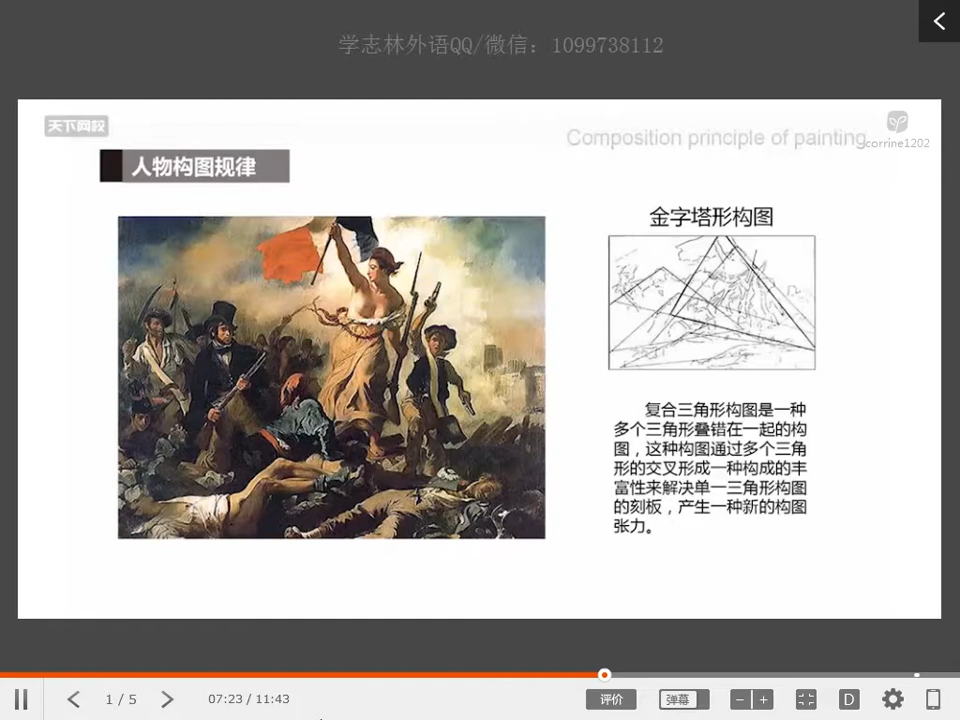 学志林外语QQ/微信：1099738112
天下网校
Composition principle of painting
corrine1202
人物构图规律
金字塔形构图
复合三角形构图是一种
多个三角形叠错在一起的构
图，这种构图通过多个三角
形的交叉形成一种构成的丰
富性来解决单一三角形构图
的刻板，产生一种新的构图
张力。
1 / 5
07:23 / 11:43
评价
弹幕
D